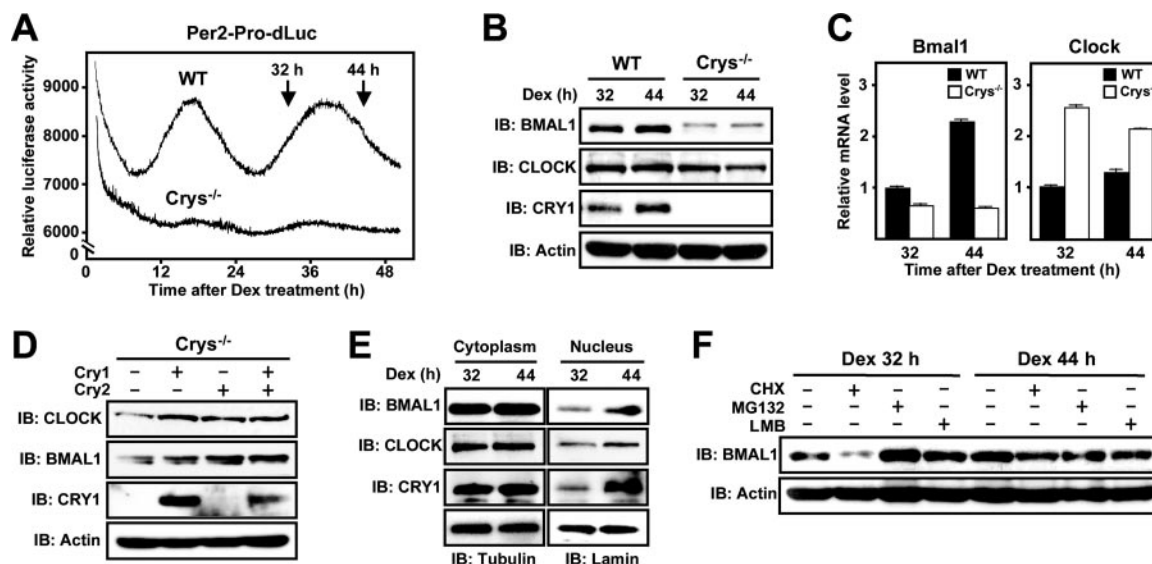 A
Per2-Pro-dLuc
Relative luciferase activity
9000
8000
7000
6000
0
WT
32 h
44 h
Crys-/-
0 12 24 36 48
Time after Dex treatment (h)
B
WT Crys-/-
Dex (h) 32 44 32 44
IB: BMAL1
IB: CLOCK
IB: CRY1
IB: Actin
C
Bmal1 Clock
Relative mRNA level
3
2
1
WT
Crys-/-
32 44
3
2
1
WT
Crys-
32 44
Time after Dex treatment (h)
D
Crys-/-
Cry1 – + – +
Cry2 – – + +
IB: CLOCK
IB: BMAL1
IB: CRY1
IB: Actin
E
Cytoplasm Nucleus
Dex (h) 32 44 32 44
IB: BMAL1
IB: CLOCK
IB: CRY1
IB: Tubulin IB: Lamin
F
Dex 32 h Dex 44 h
CHX – + – – – + – –
MG132 – – + – – – + –
LMB – – – + – – – +
IB: BMAL1
IB: Actin